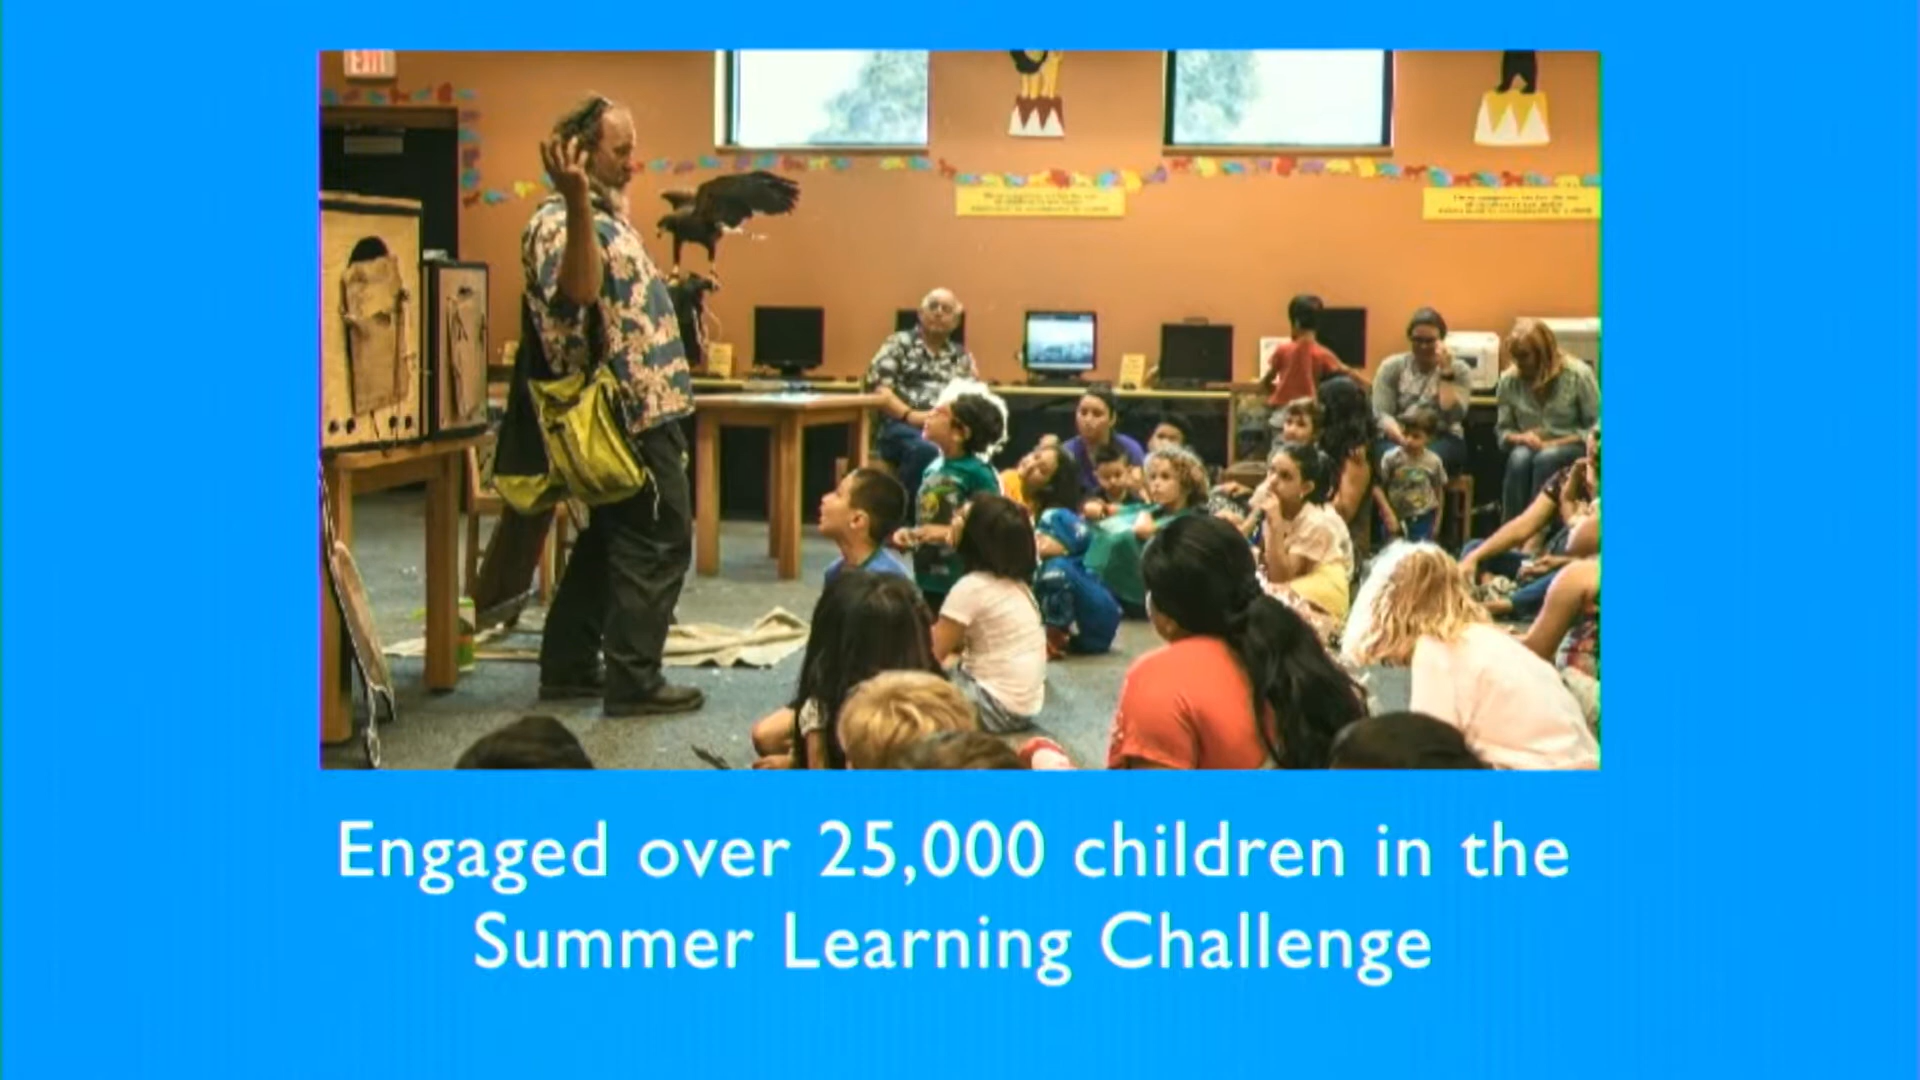 EXIT
Engaged over 25,000 children in the
Summer Learning Challenge